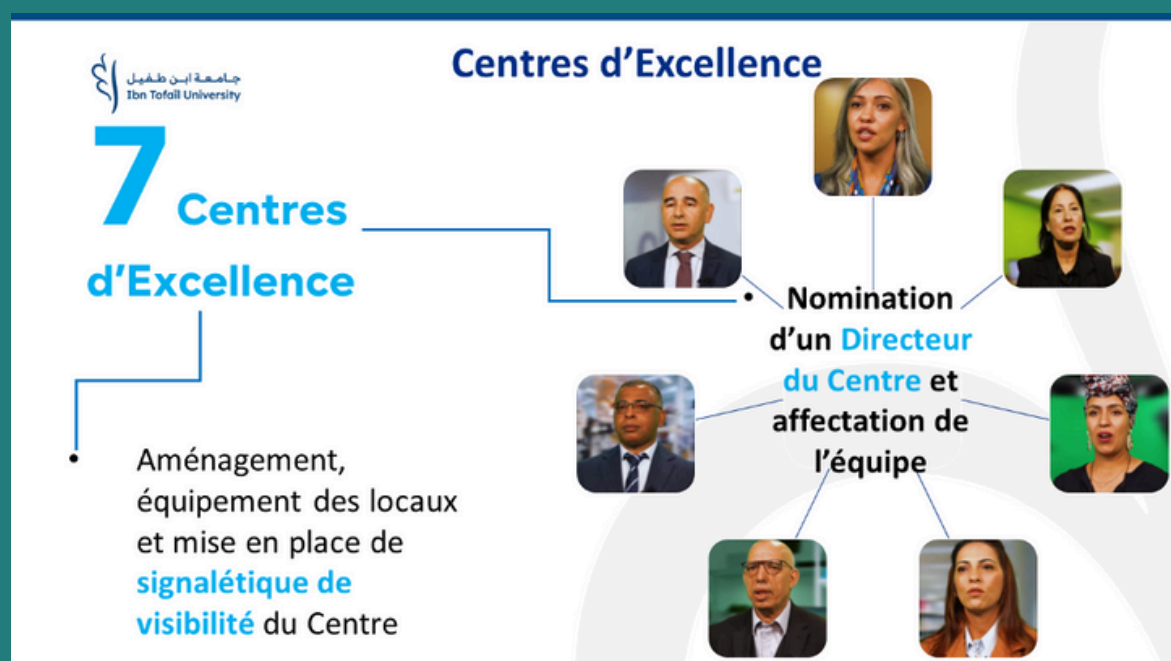 جامعة ابن طفيل
Ibn Tofail University
Centres d'Excellence
7 Centres
d'Excellence
• Nomination
d'un Directeur
du Centre et
affectation de
l'équipe
• Aménagement,
équipement des locaux
et mise en place de
signalétique de
visibilité du Centre